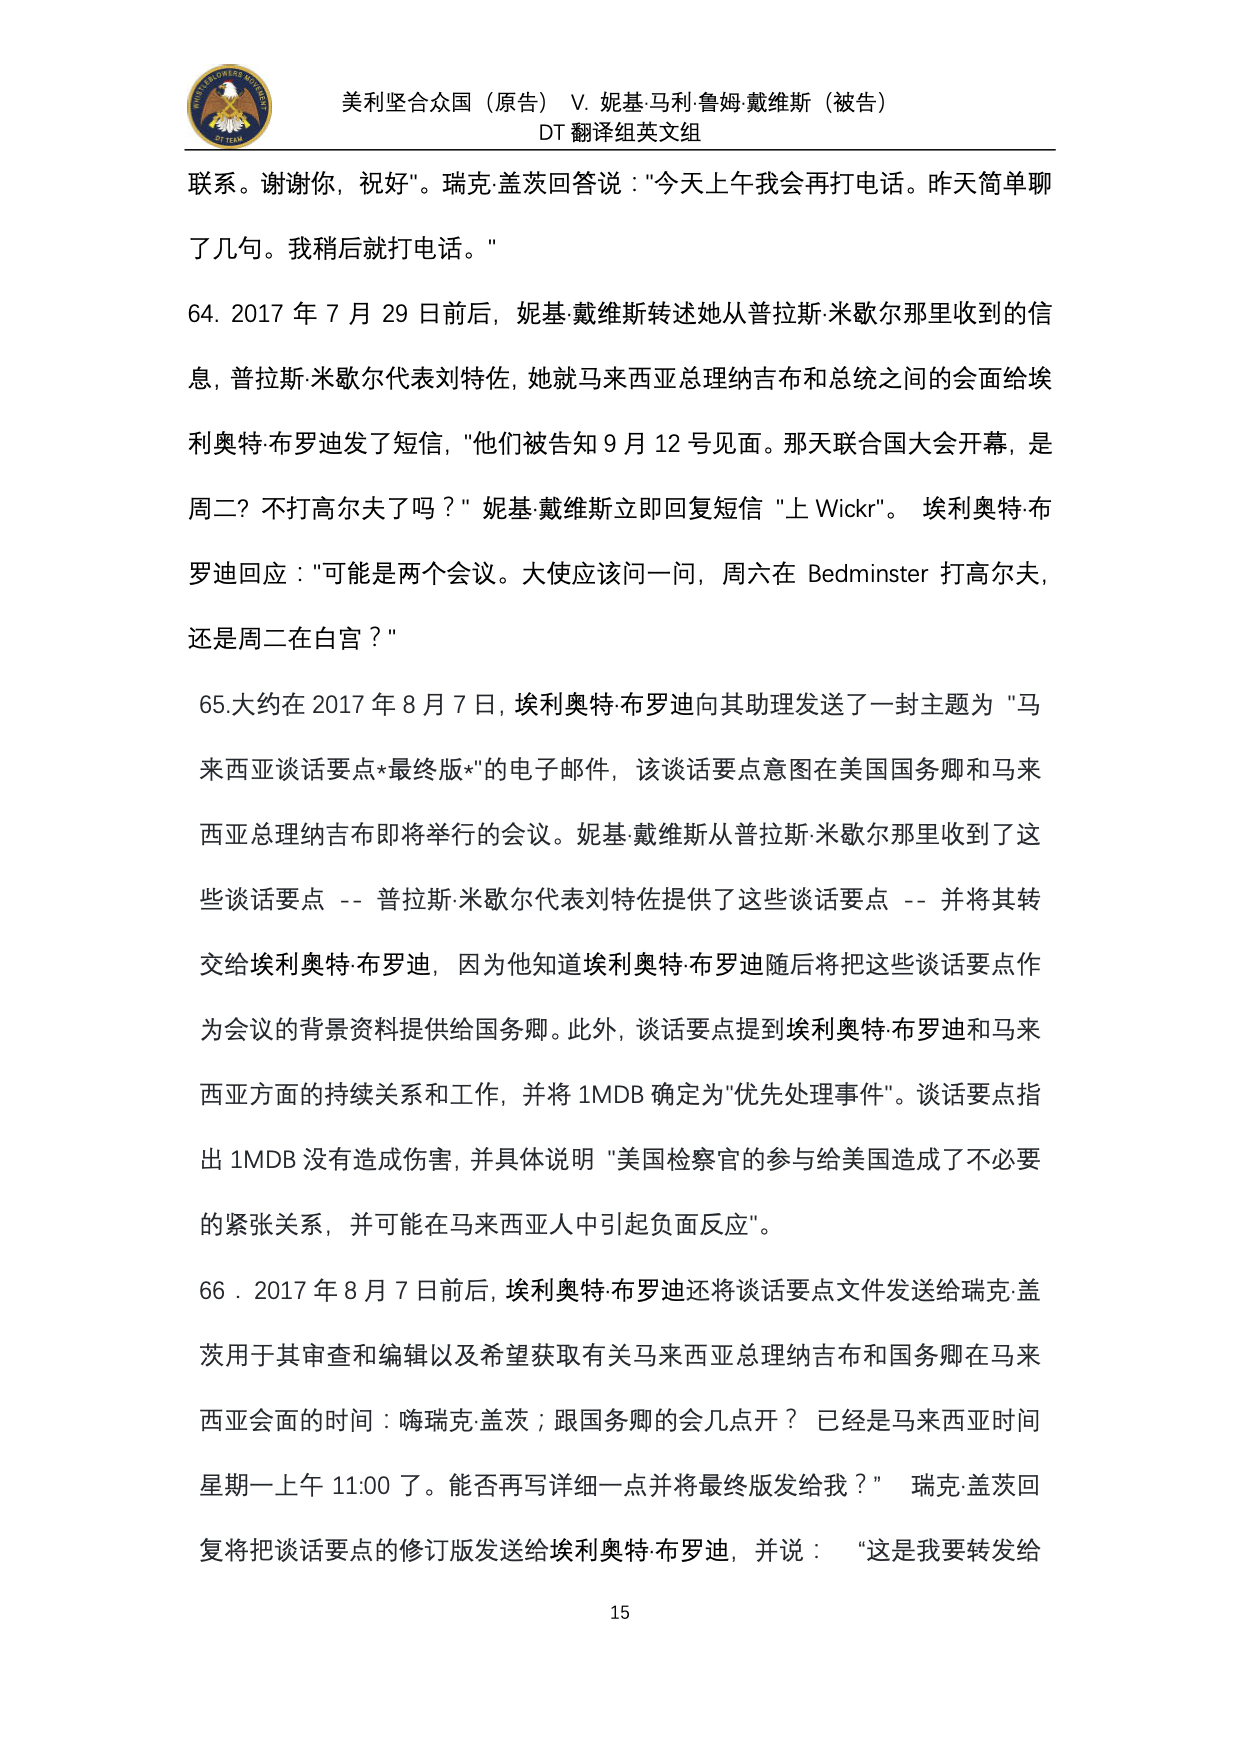 WHISTLEBLOWERS MOVEMENT
DT TEAM
美利坚合众国（原告） V. 妮基·马利·鲁姆·戴维斯（被告）
DT 翻译组英文组
联系。谢谢你，祝好"。瑞克·盖茨回答说："今天上午我会再打电话。昨天简单聊
了几句。我稍后就打电话。"
64. 2017 年 7 月 29 日前后，妮基·戴维斯转述她从普拉斯·米歇尔那里收到的信
息，普拉斯·米歇尔代表刘特佐，她就马来西亚总理纳吉布和总统之间的会面给埃
利奥特·布罗迪发了短信，"他们被告知 9 月 12 号见面。那天联合国大会开幕，是
周二？不打高尔夫了吗？" 妮基·戴维斯立即回复短信 "上 Wickr"。 埃利奥特·布
罗迪回应："可能是两个会议。大使应该问一问，周六在 Bedminster 打高尔夫，
还是周二在白宫？"
65.大约在 2017 年 8 月 7 日，埃利奥特·布罗迪向其助理发送了一封主题为 "马
来西亚谈话要点*最终版*"的电子邮件，该谈话要点意图在美国国务卿和马来
西亚总理纳吉布即将举行的会议。妮基·戴维斯从普拉斯·米歇尔那里收到了这
些谈话要点 -- 普拉斯·米歇尔代表刘特佐提供了这些谈话要点 -- 并将其转
交给埃利奥特·布罗迪，因为他知道埃利奥特·布罗迪随后将把这些谈话要点作
为会议的背景资料提供给国务卿。此外，谈话要点提到埃利奥特·布罗迪和马来
西亚方面的持续关系和工作，并将 1MDB 确定为"优先处理事件"。谈话要点指
出 1MDB 没有造成伤害，并具体说明 "美国检察官的参与给美国造成了不必要
的紧张关系，并可能在马来西亚人中引起负面反应"。
66．2017 年 8 月 7 日前后，埃利奥特·布罗迪还将谈话要点文件发送给瑞克·盖
茨用于其审查和编辑以及希望获取有关马来西亚总理纳吉布和国务卿在马来
西亚会面的时间：嗨瑞克·盖茨；跟国务卿的会几点开？ 已经是马来西亚时间
星期一上午 11:00 了。能否再写详细一点并将最终版发给我？” 瑞克·盖茨回
复将把谈话要点的修订版发送给埃利奥特·布罗迪，并说： “这是我要转发给
15